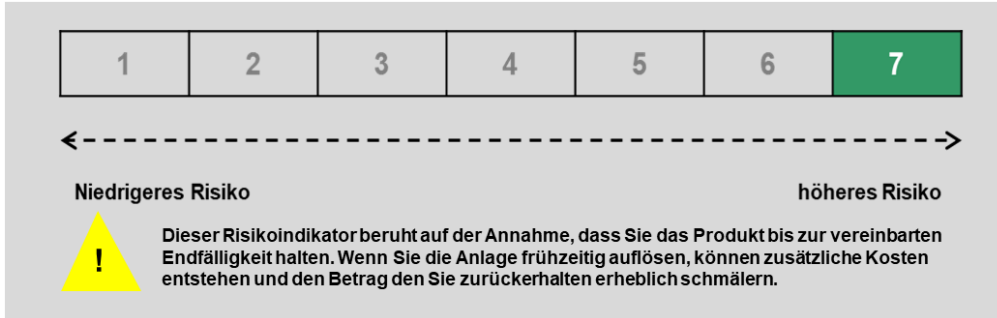 1 2 3 4 5 6 7
Niedrigeres Risiko höheres Risiko
!
Dieser Risikoindikator beruht auf der Annahme, dass Sie das Produkt bis zur vereinbarten
Endfälligkeit halten. Wenn Sie die Anlage frühzeitig auflösen, können zusätzliche Kosten
entstehen und den Betrag den Sie zurückerhalten erheblich schmälern.